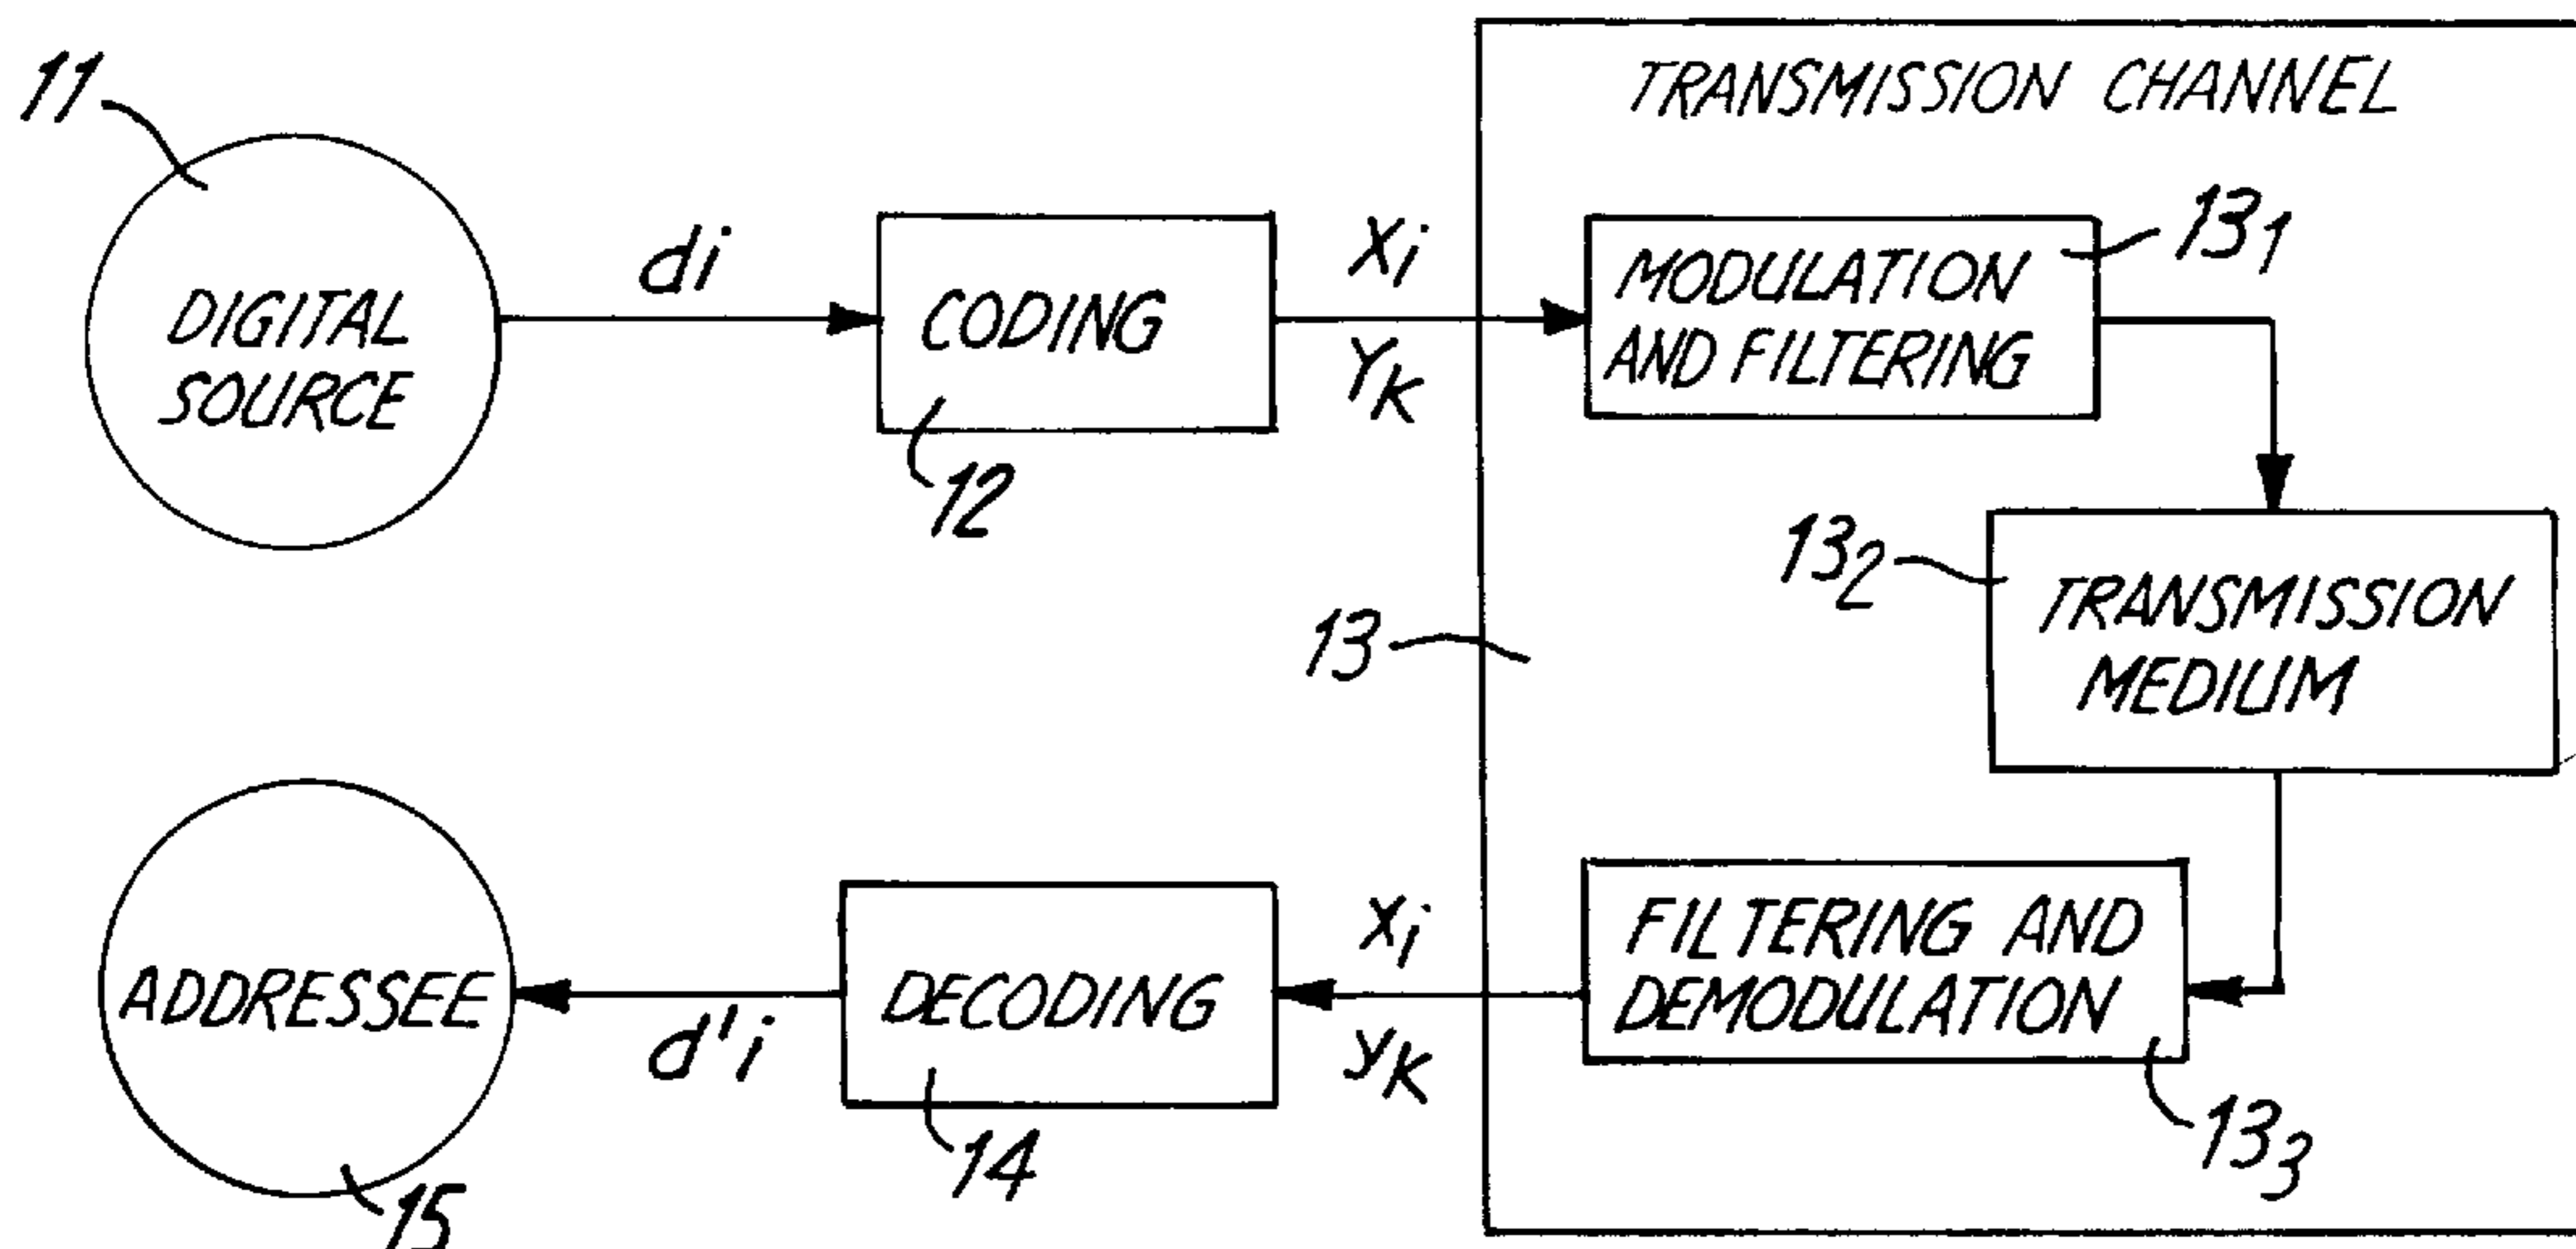 TRANSMISSION CHANNEL
11
DIGITAL
SOURCE
di
CODING
12
Xi
YK
MODULATION
AND FILTERING
131
132
TRANSMISSION
MEDIUM
13
FILTERING AND
DEMODULATION
133
xi
yK
DECODING
14
d'i
ADDRESSEE
15